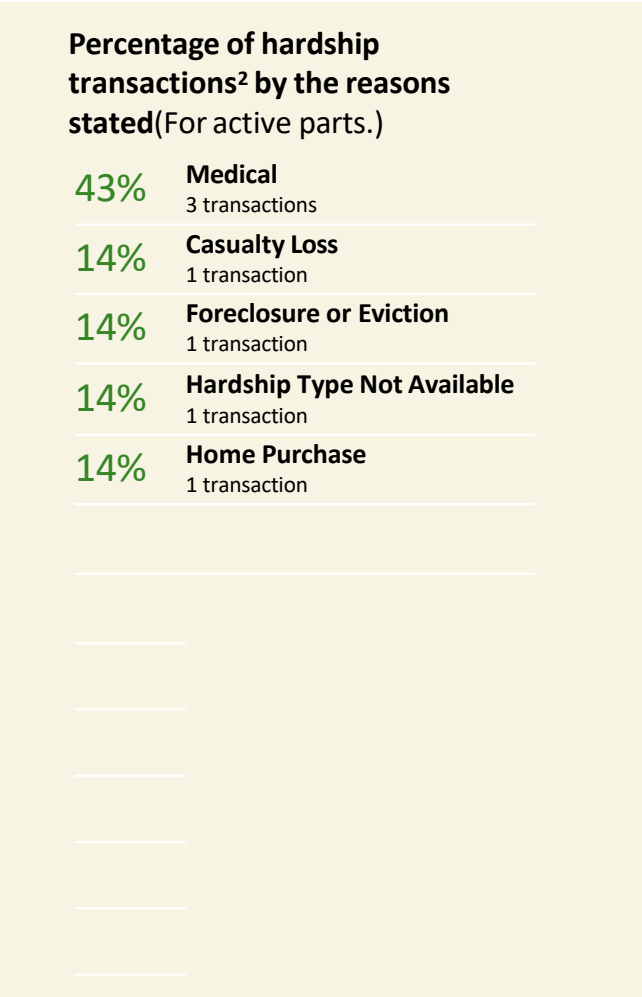 Percentage of hardship
transactions² by the reasons
stated(For active parts.)
43% Medical
3 transactions
14% Casualty Loss
1 transaction
14% Foreclosure or Eviction
1 transaction
14% Hardship Type Not Available
1 transaction
14% Home Purchase
1 transaction